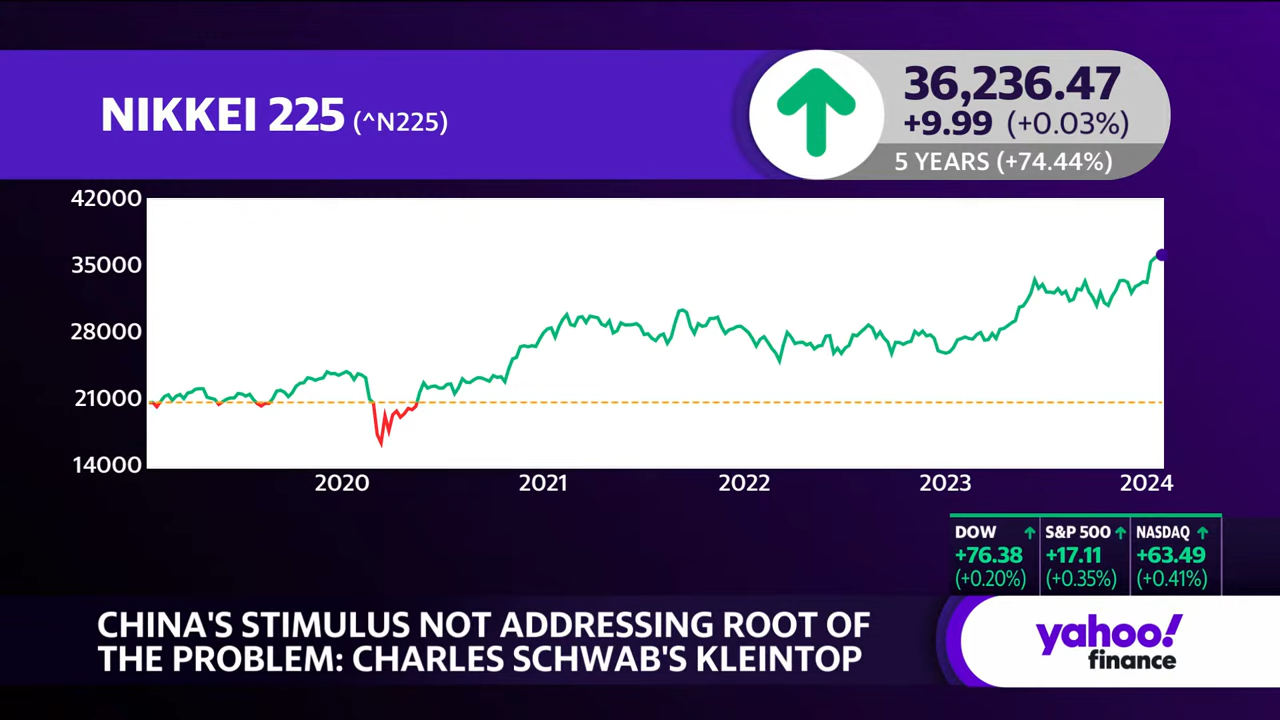 NIKKEI 225 (^N225)
36,236.47
+9.99 (+0.03%)
5 YEARS (+74.44%)
42000
35000
28000
21000
14000
2020 2021 2022 2023 2024
DOW S&P 500 NASDAQ
+76.38 +17.11 +63.49
(+0.20%) (+0.35%) (+0.41%)
CHINA'S STIMULUS NOT ADDRESSING ROOT OF
THE PROBLEM: CHARLES SCHWAB'S KLEINTOP
yahoo!
finance